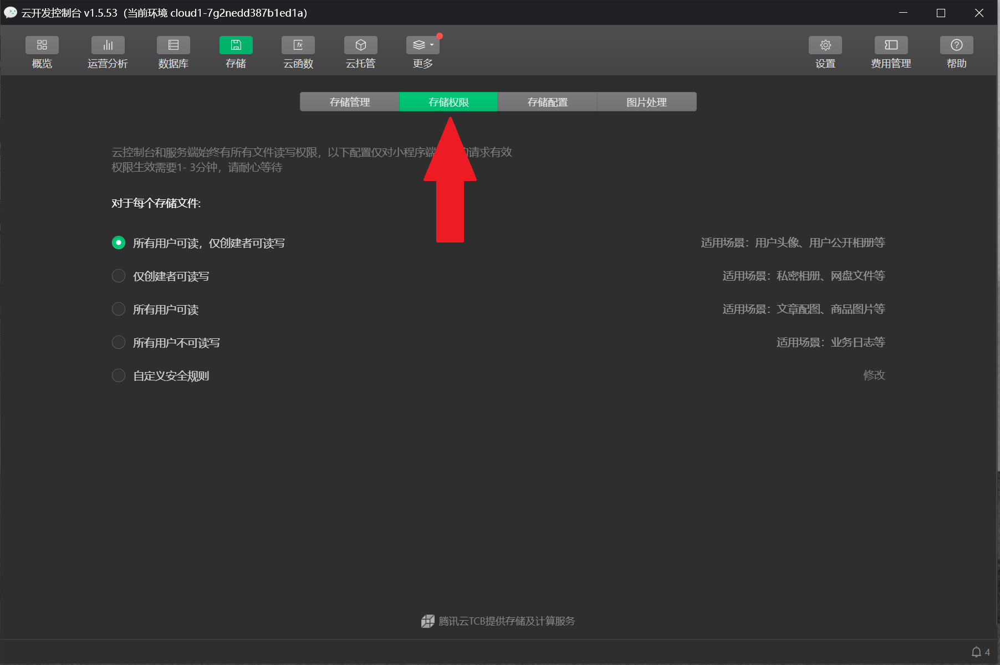 云开发控制台 v1.5.53（当前环境 cloud1-7g2nedd387b1ed1a）
概览 运营分析 数据库 存储 云函数 云托管 更多 设置 费用管理 帮助
存储管理 存储权限 存储配置 图片处理
云控制台和服务端始终有所有文件读写权限，以下配置仅对小程序端 请求有效
权限生效需要1- 3分钟，请耐心等待
对于每个存储文件:
所有用户可读，仅创建者可读写 适用场景：用户头像、用户公开相册等
仅创建者可读写 适用场景：私密相册、网盘文件等
所有用户可读 适用场景：文章配图、商品图片等
所有用户不可读写 适用场景：业务日志等
自定义安全规则 修改
腾讯云TCB提供存储及计算服务
4